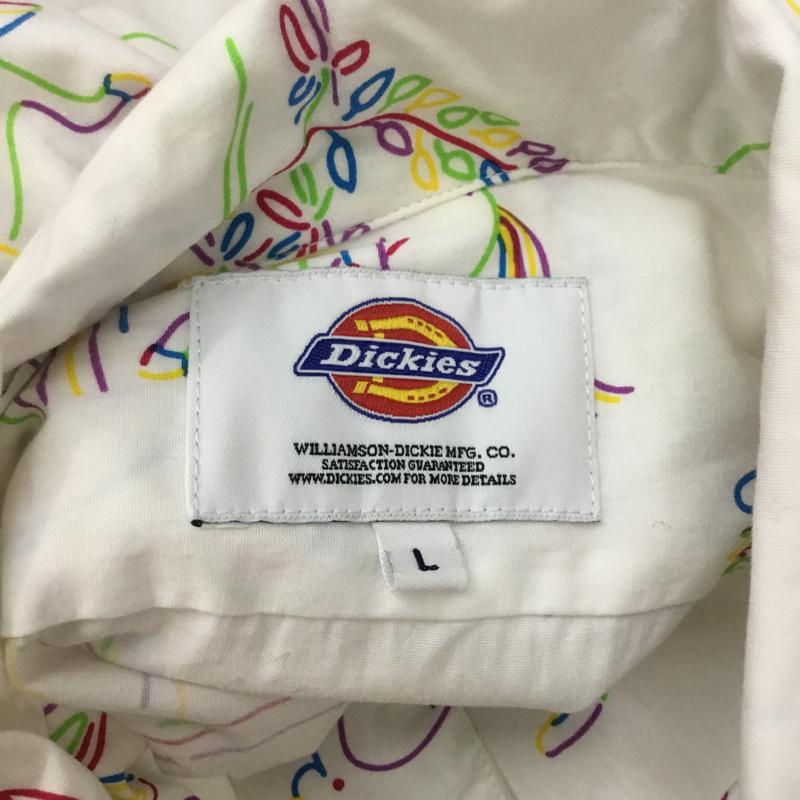 Dickies
®
WILLIAMSON-DICKIE MFG. CO.
SATISFACTION GUARANTEED
WWW.DICKIES.COM FOR MORE DETAILS
L